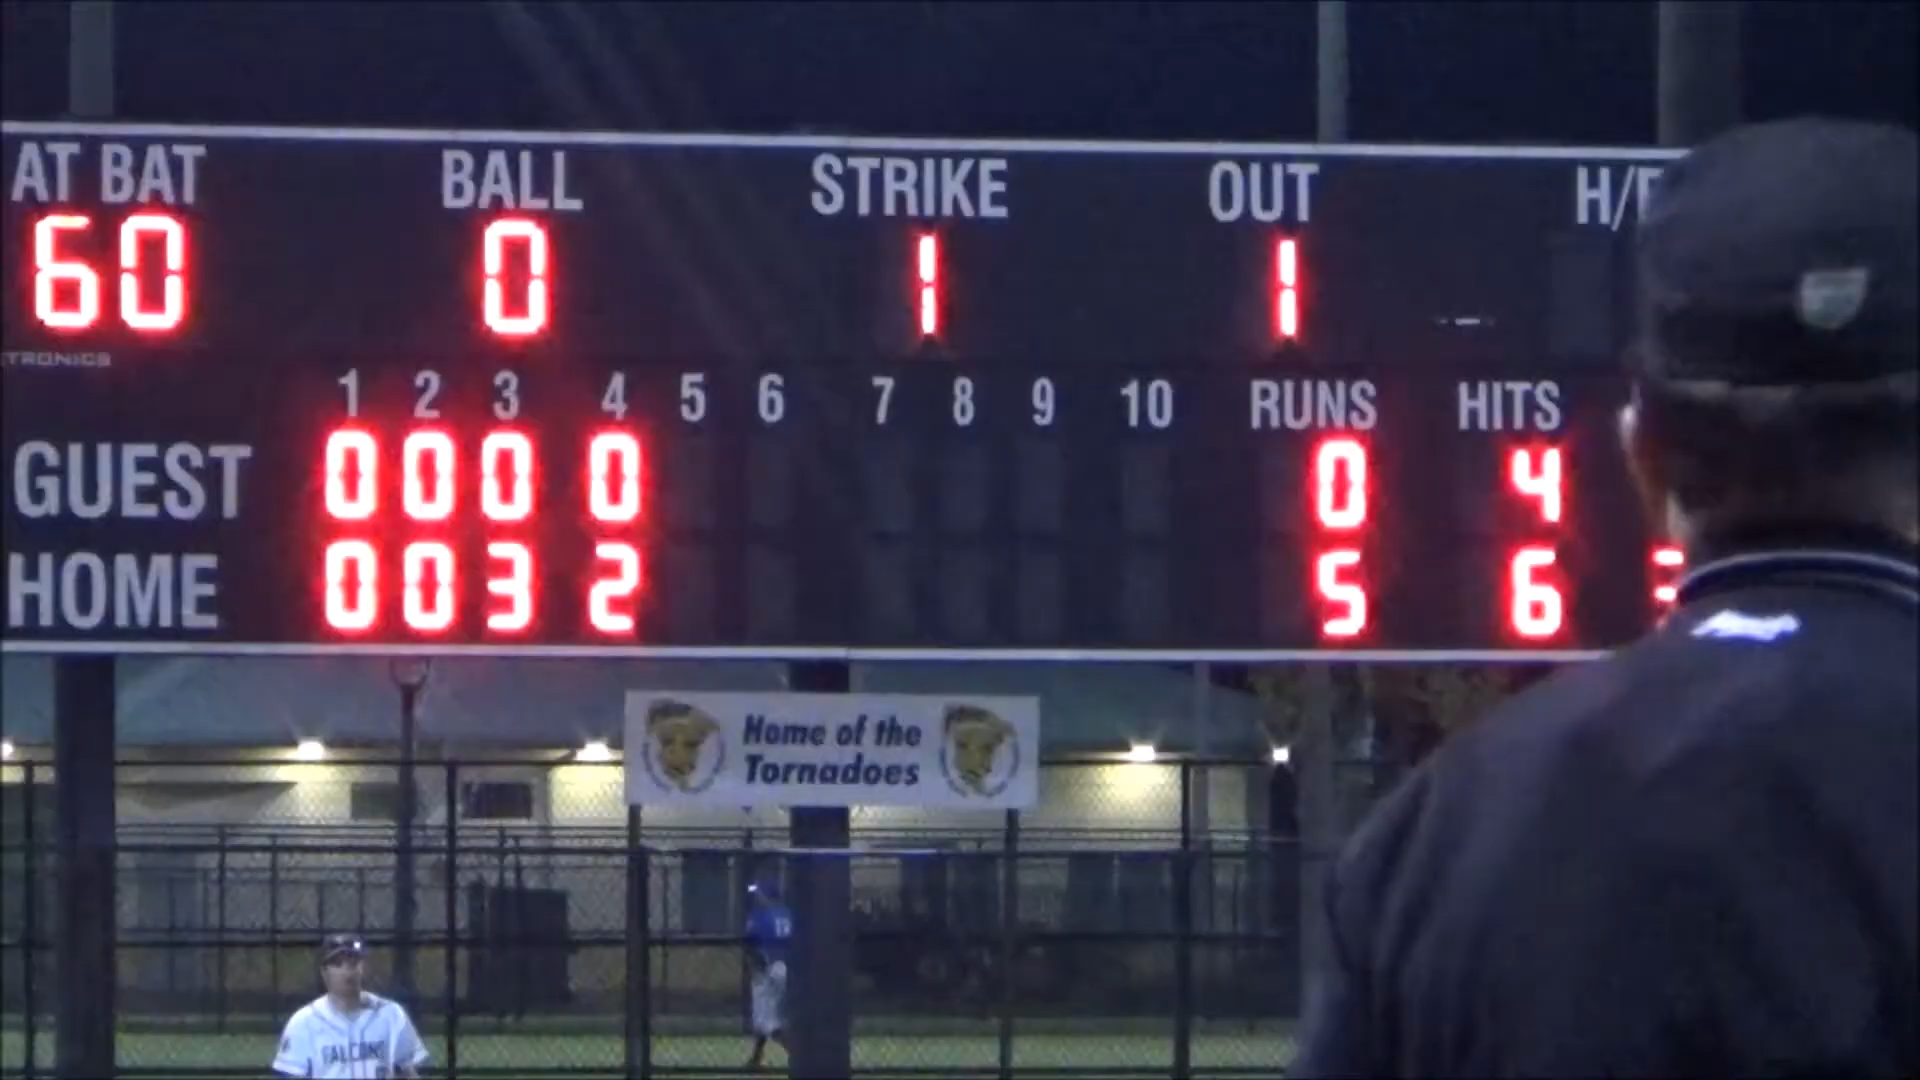 AT BAT BALL STRIKE OUT H/
60 0 1 1
TRONICS
1 2 3 4 5 6 7 8 9 10 RUNS HITS
GUEST 0 0 0 0 0 4
HOME 0 0 3 2 5 6
Home of the
Tornadoes
FALCONS